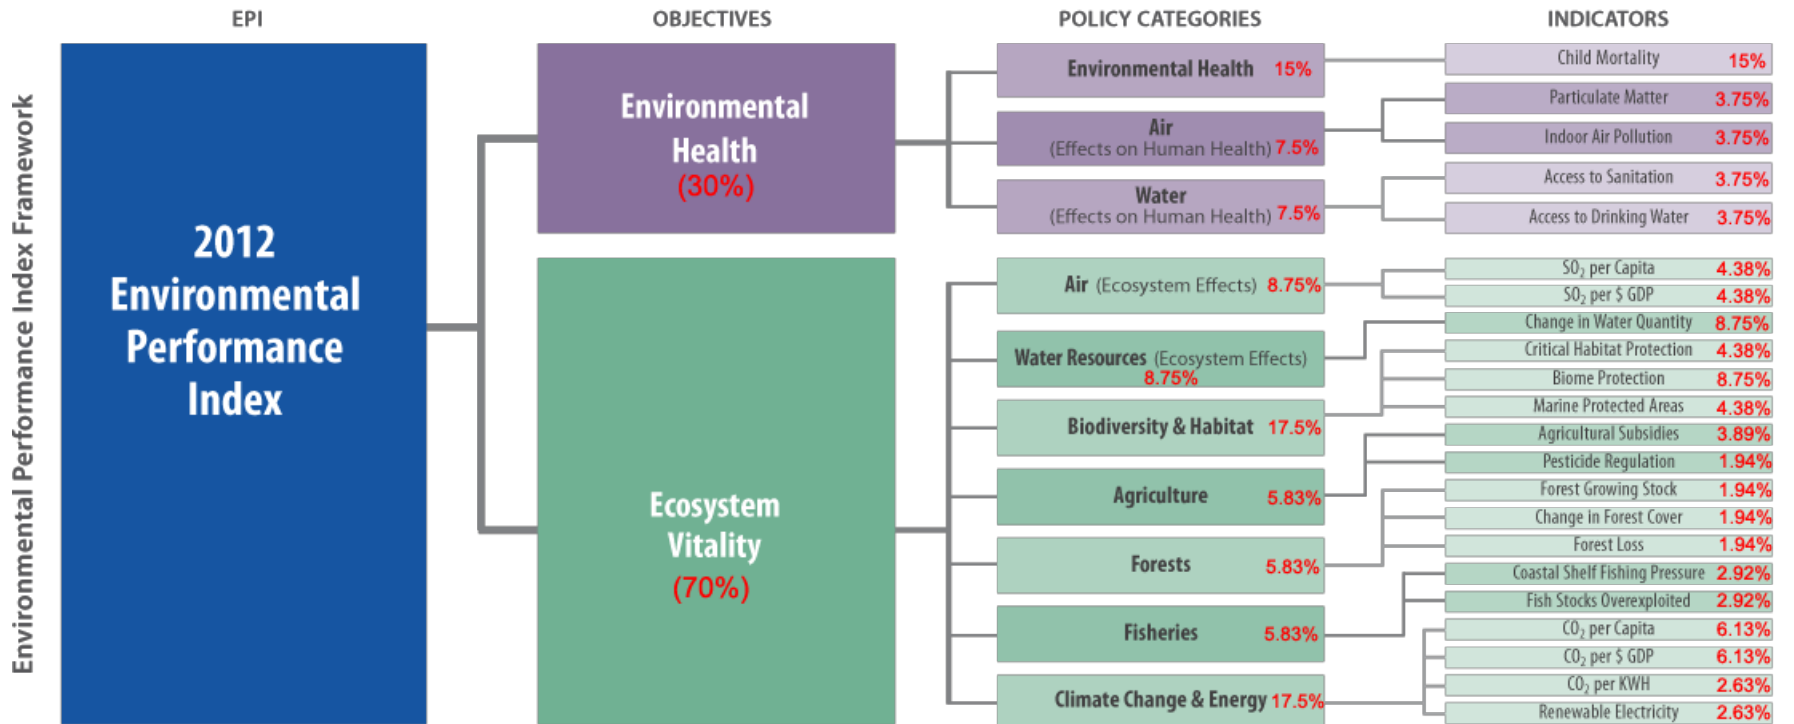 EPI
OBJECTIVES
POLICY CATEGORIES
INDICATORS
Environmental Performance Index Framework
2012
Environmental
Performance
Index
Environmental
Health
(30%)
Ecosystem
Vitality
(70%)
Environmental Health 15%
Air
(Effects on Human Health) 7.5%
Water
(Effects on Human Health) 7.5%
Air (Ecosystem Effects) 8.75%
Water Resources (Ecosystem Effects)
8.75%
Biodiversity & Habitat 17.5%
Agriculture 5.83%
Forests 5.83%
Fisheries 5.83%
Climate Change & Energy 17.5%
Child Mortality 15%
Particulate Matter 3.75%
Indoor Air Pollution 3.75%
Access to Sanitation 3.75%
Access to Drinking Water 3.75%
SO₂ per Capita 4.38%
SO₂ per $ GDP 4.38%
Change in Water Quantity 8.75%
Critical Habitat Protection 4.38%
Biome Protection 8.75%
Marine Protected Areas 4.38%
Agricultural Subsidies 3.89%
Pesticide Regulation 1.94%
Forest Growing Stock 1.94%
Change in Forest Cover 1.94%
Forest Loss 1.94%
Coastal Shelf Fishing Pressure 2.92%
Fish Stocks Overexploited 2.92%
CO₂ per Capita 6.13%
CO₂ per $ GDP 6.13%
CO₂ per KWH 2.63%
Renewable Electricity 2.63%